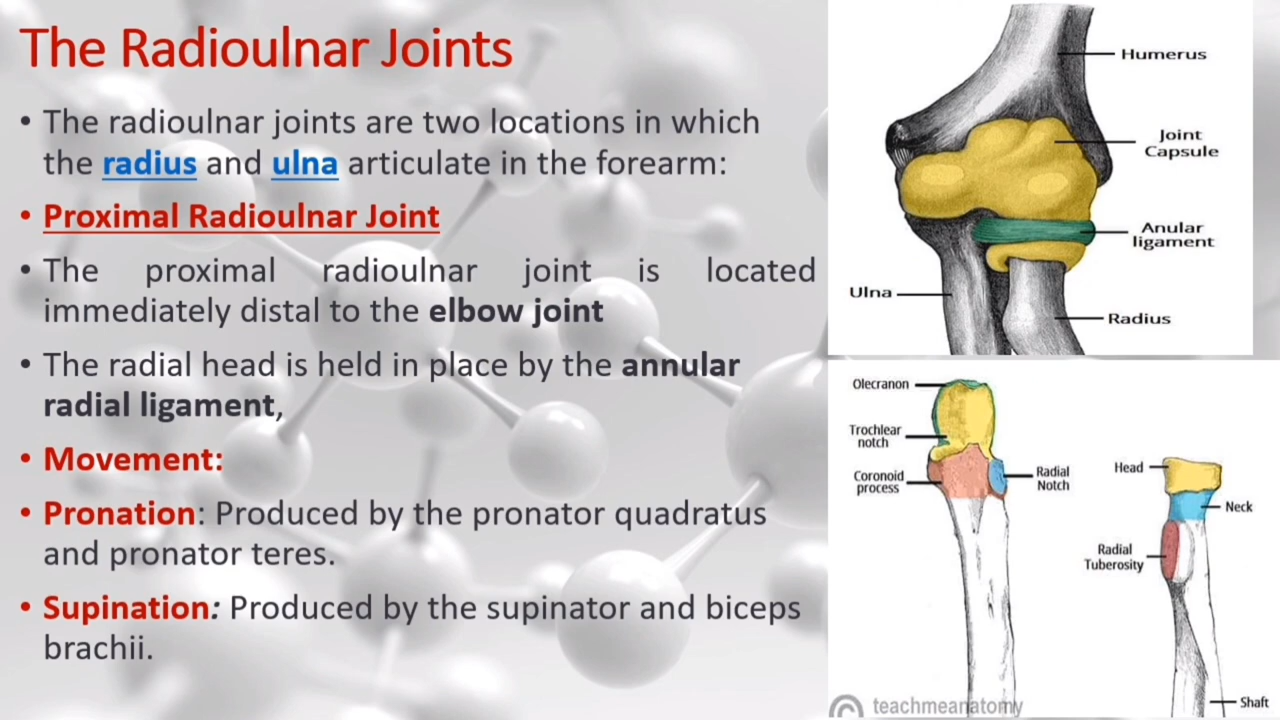 The Radioulnar Joints
• The radioulnar joints are two locations in which
the radius and ulna articulate in the forearm:
• Proximal Radioulnar Joint
• The proximal radioulnar joint is located
immediately distal to the elbow joint
• The radial head is held in place by the annular
radial ligament,
• Movement:
• Pronation: Produced by the pronator quadratus
and pronator teres.
• Supination: Produced by the supinator and biceps
brachii.
Humerus
Joint
Capsule
Anular
ligament
Ulna
Radius
Olecranon
Trochlear
notch
Coronoid
process
Radial
Notch
Head
Neck
Radial
Tuberosity
Shaft
teachmeanatomy